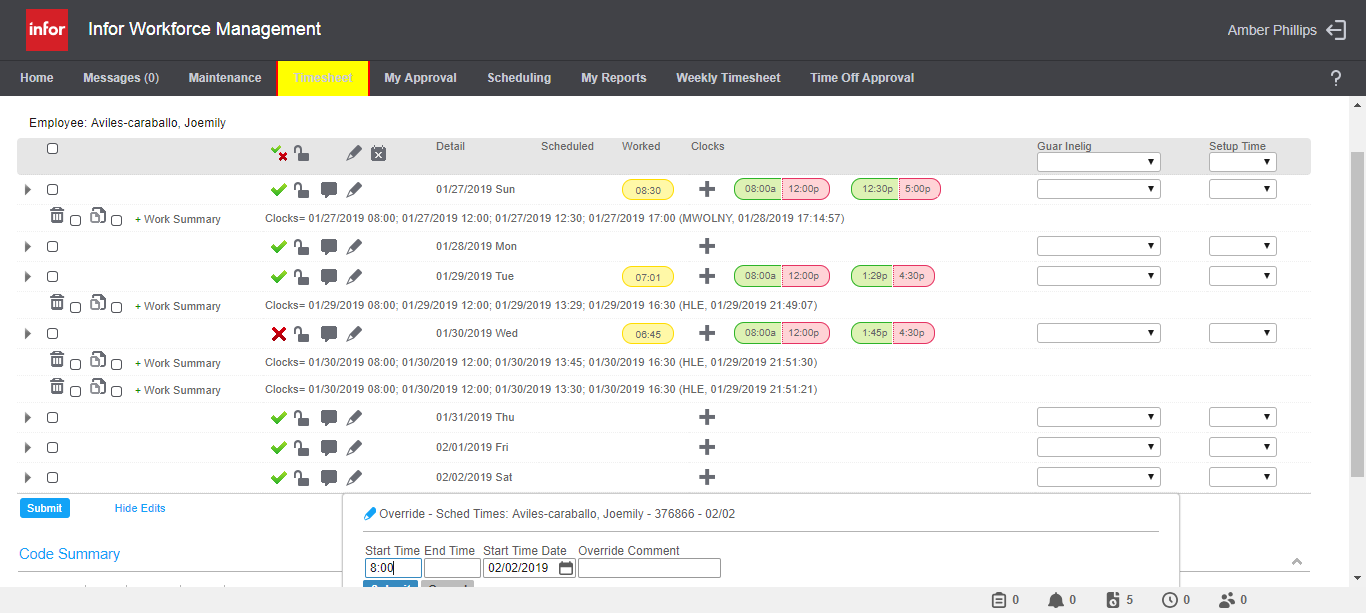 infor Infor Workforce Management Amber Phillips
Home Messages (0) Maintenance Timesheet My Approval Scheduling My Reports Weekly Timesheet Time Off Approval ?
Employee: Aviles-caraballo, Joemily
Detail Scheduled Worked Clocks Guar Inelig Setup Time
01/27/2019 Sun 08:30 08:00a 12:00p 12:30p 5:00p
+ Work Summary Clocks= 01/27/2019 08:00; 01/27/2019 12:00; 01/27/2019 12:30; 01/27/2019 17:00 (MWOLNY, 01/28/2019 17:14:57)
01/28/2019 Mon
01/29/2019 Tue 07:01 08:00a 12:00p 1:29p 4:30p
+ Work Summary Clocks= 01/29/2019 08:00; 01/29/2019 12:00; 01/29/2019 13:29; 01/29/2019 16:30 (HLE, 01/29/2019 21:49:07)
01/30/2019 Wed 06:45 08:00a 12:00p 1:45p 4:30p
+ Work Summary Clocks= 01/30/2019 08:00; 01/30/2019 12:00; 01/30/2019 13:45; 01/30/2019 16:30 (HLE, 01/29/2019 21:51:30)
+ Work Summary Clocks= 01/30/2019 08:00; 01/30/2019 12:00; 01/30/2019 13:30; 01/30/2019 16:30 (HLE, 01/29/2019 21:51:21)
01/31/2019 Thu
02/01/2019 Fri
02/02/2019 Sat
Submit Hide Edits
Override - Sched Times: Aviles-caraballo, Joemily - 376866 - 02/02
Code Summary
Start Time End Time Start Time Date Override Comment
8:00 02/02/2019
0 0 5 0 0